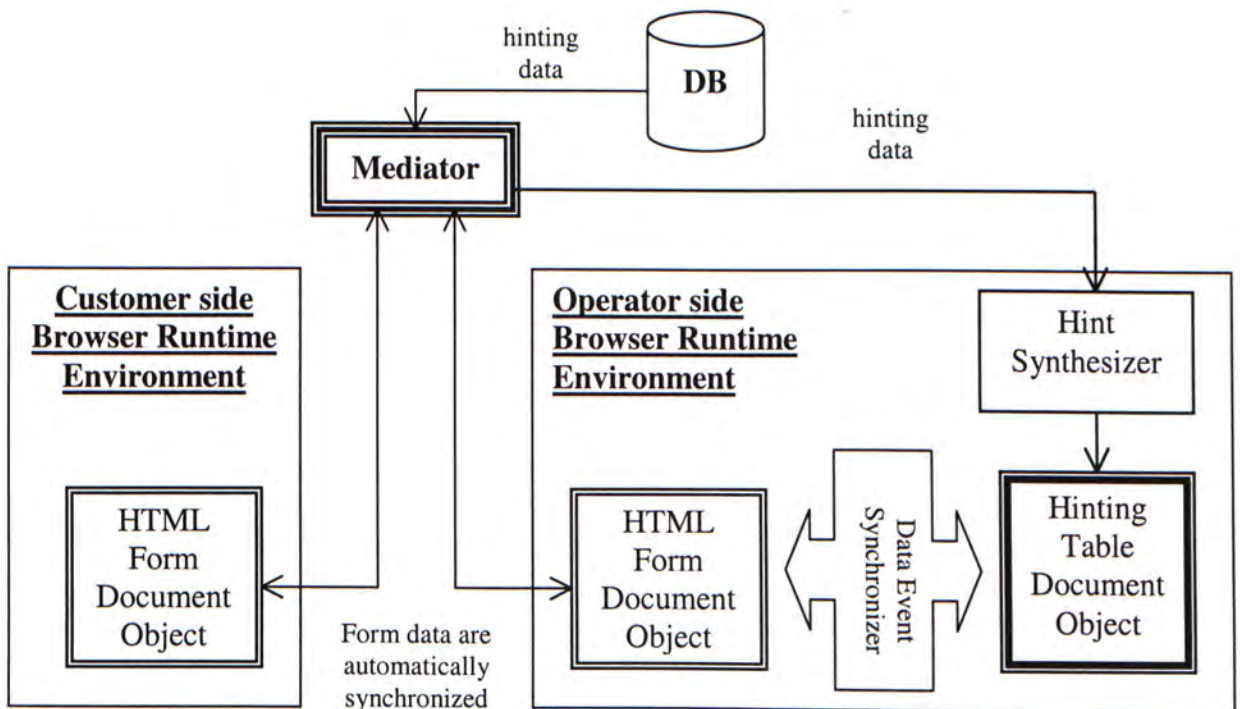 hinting
data
DB
hinting
data
Mediator
Customer side
Browser Runtime
Environment
Operator side
Browser Runtime
Environment
Hint
Synthesizer
HTML
Form
Document
Object
Form data are
automatically
synchronized
HTML
Form
Document
Object
Data Event
Synchronizer
Hinting
Table
Document
Object